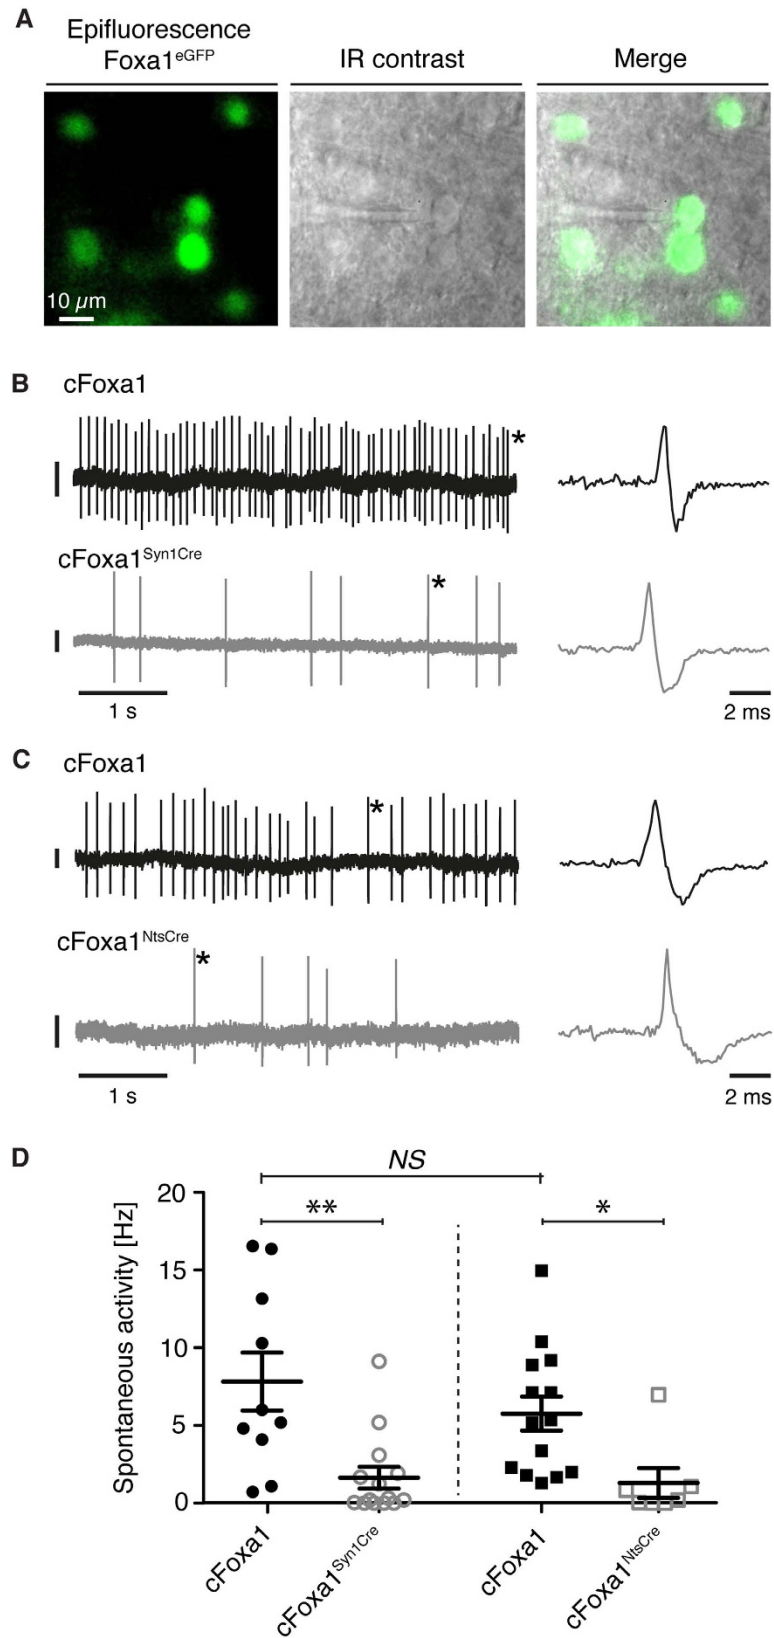 A
Epifluorescence
Foxa1eGFP
IR contrast
Merge
10 µm
B
cFoxa1
*
cFoxa1Syn1Cre
*
1 s
2 ms
C
cFoxa1
*
cFoxa1NtsCre
*
1 s
2 ms
D
NS
** *
Spontaneous activity [Hz]
20
15
10
5
0
cFoxa1
cFoxa1Syn1Cre
cFoxa1
cFoxa1NtsCre